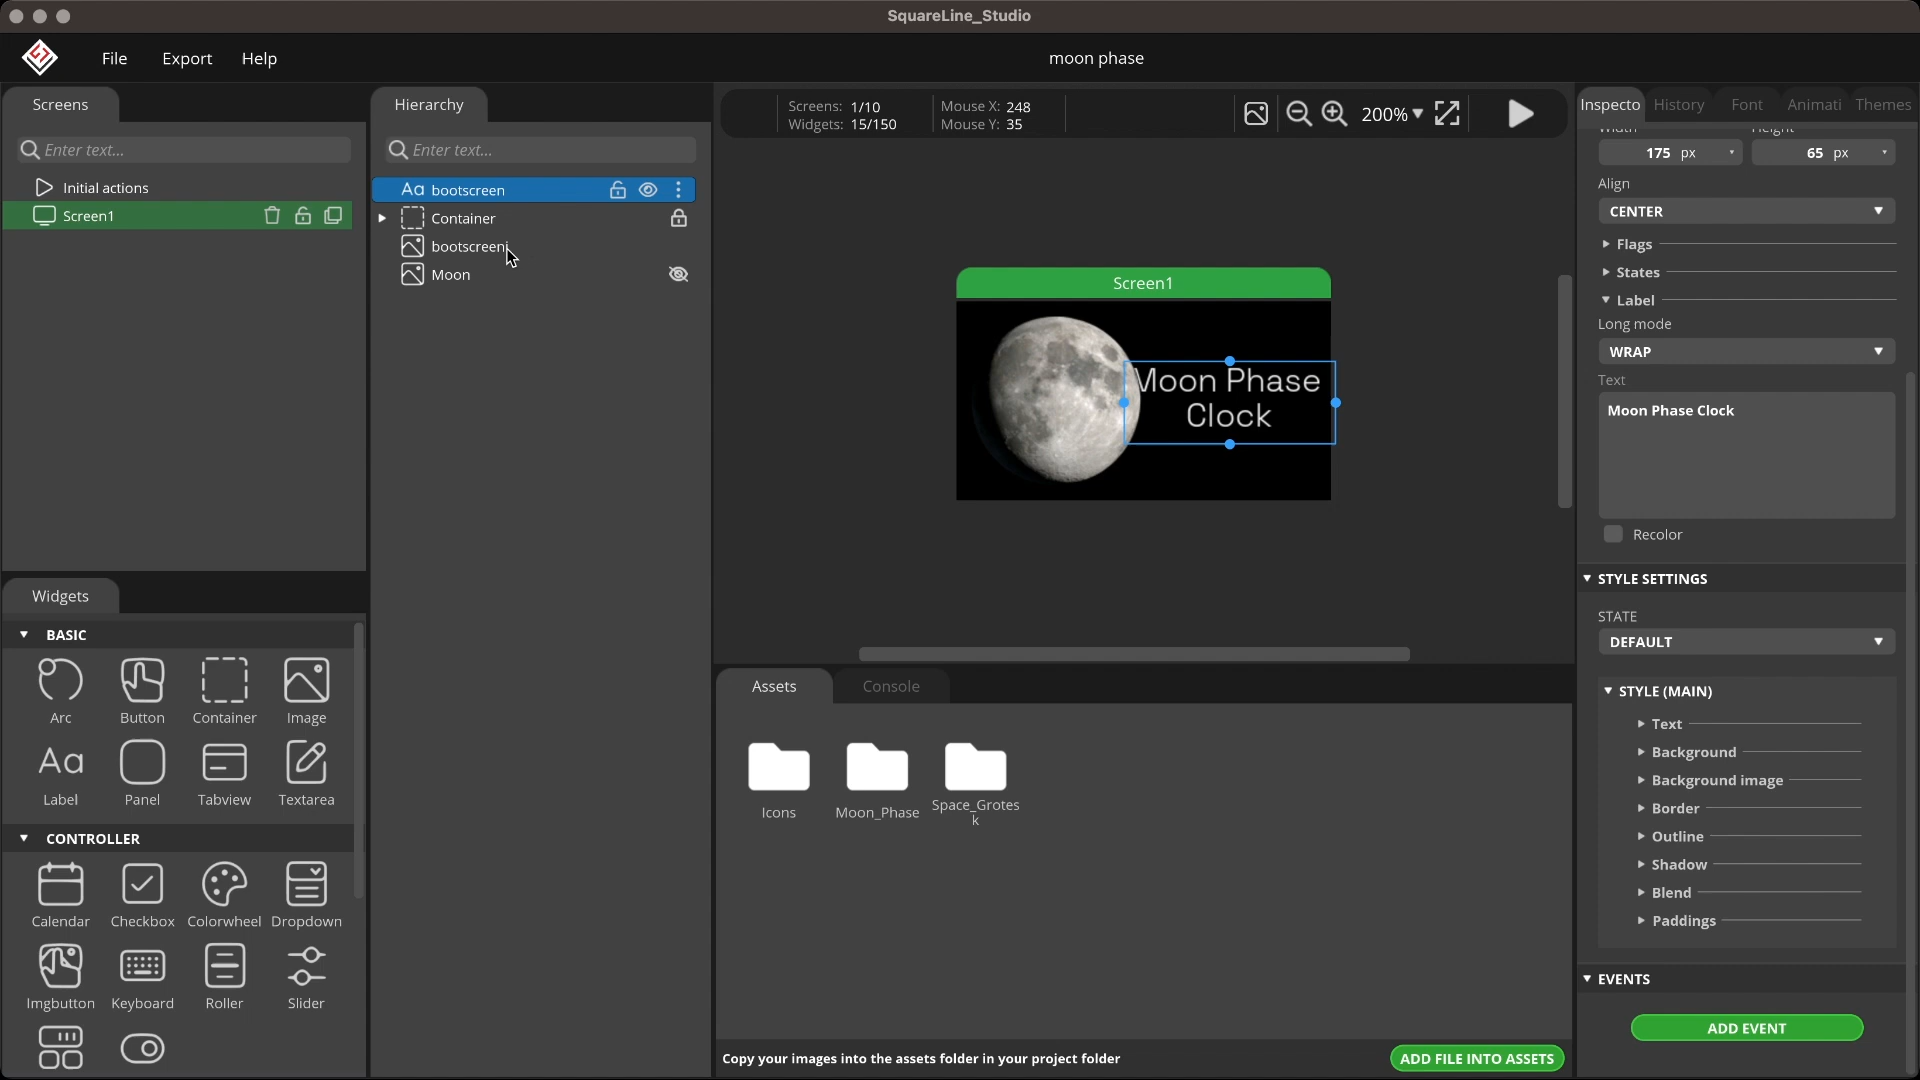 SquareLine_Studio
File
Export
Help
moon phase
Screens
Enter text...
Initial actions
Screen1
Hierarchy
Enter text...
Aa bootscreen
Container
bootscreeni
Moon
Screens: 1/10
Widgets: 15/150
Mouse X: 248
Mouse Y: 35
200%
Screen1
Moon Phase
Clock
Inspecto
History
Font
Animati
Themes
Width
Height
175 px
65 px
Align
CENTER
Flags
States
Label
Long mode
WRAP
Text
Moon Phase Clock
Recolor
STYLE SETTINGS
STATE
DEFAULT
STYLE (MAIN)
Text
Background
Background image
Border
Outline
Shadow
Blend
Paddings
EVENTS
ADD EVENT
Widgets
BASIC
Arc
Button
Container
Image
Aa
Label
Panel
Tabview
Textarea
CONTROLLER
Calendar
Checkbox
Colorwheel
Dropdown
Imgbutton
Keyboard
Roller
Slider
Assets
Console
Icons
Moon_Phase
Space_Grotes
k
Copy your images into the assets folder in your project folder
ADD FILE INTO ASSETS